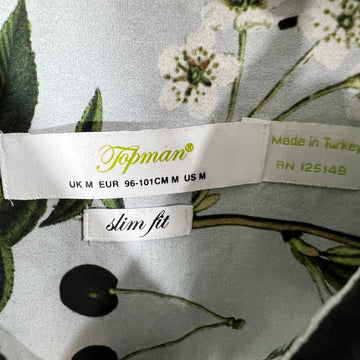 Topman®
UK M EUR 96-101CM M US M
slim fit
Made in Turkey
RN 125149